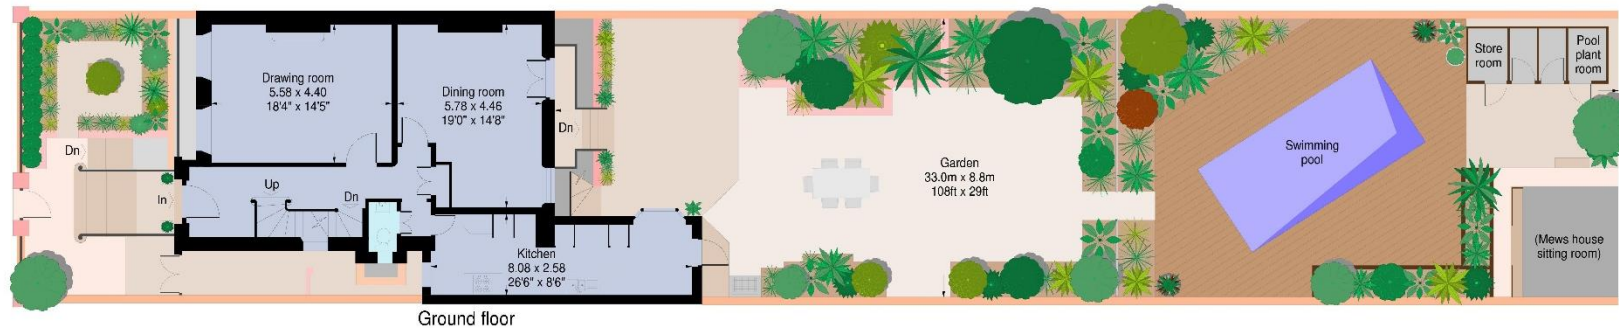 Drawing room
5.58 x 4.40
18'4" x 14'5"
Dining room
5.78 x 4.46
19'0" x 14'8"
Dn
Dn
Up
Dn
In
Kitchen
8.08 x 2.58
26'6" x 8'6"
Garden
33.0m x 8.8m
108ft x 29ft
Swimming
pool
Store
room
Pool
plant
room
(Mews house
sitting room)
Ground floor